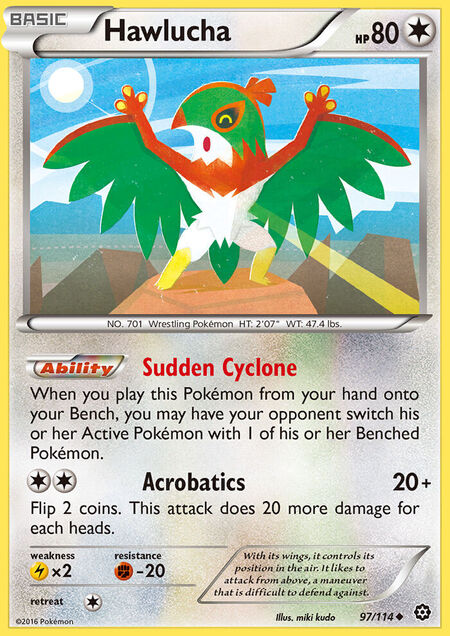 BASIC
Hawlucha
HP 80
NO. 701 Wrestling Pokémon HT: 2'07" WT: 47.4 lbs.
Ability Sudden Cyclone
When you play this Pokémon from your hand onto
your Bench, you may have your opponent switch his
or her Active Pokémon with 1 of his or her Benched
Pokémon.
Acrobatics 20+
Flip 2 coins. This attack does 20 more damage for
each heads.
weakness
×2
resistance
-20
retreat
With its wings, it controls its
position in the air. It likes to
attack from above, a maneuver
that is difficult to defend against.
©2016 Pokémon
Illus. miki kudo
97/114